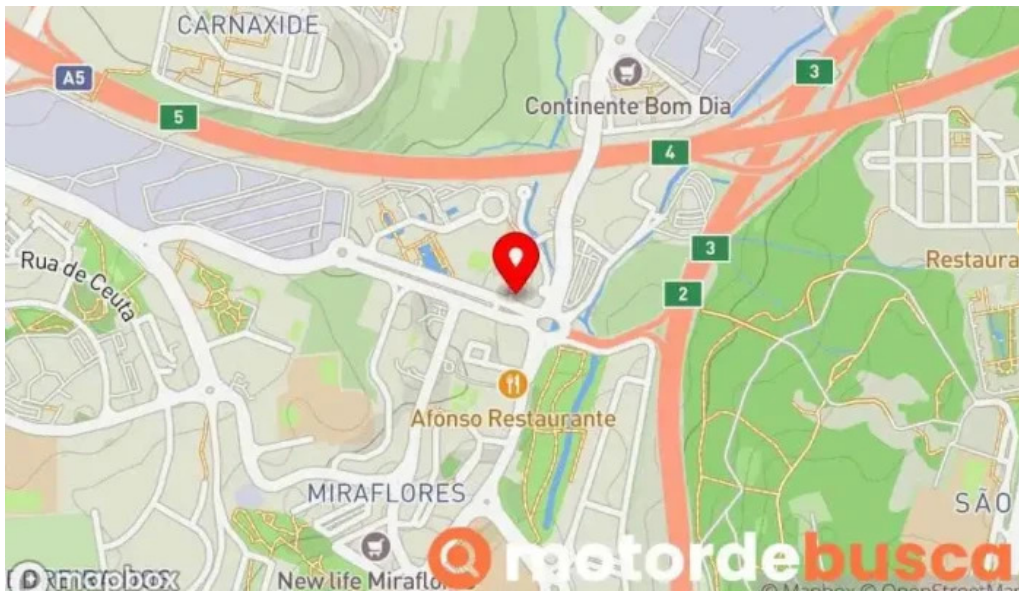 CARNAXIDE
A5
5
3
Continente Bom Dia
4
3
Rua de Ceuta
Restaura
2
Afonso Restaurante
MIRAFLORES
SÃO
New life Miraflo
motordebusca
mapbox
© Mapbox © OpenStreetMap